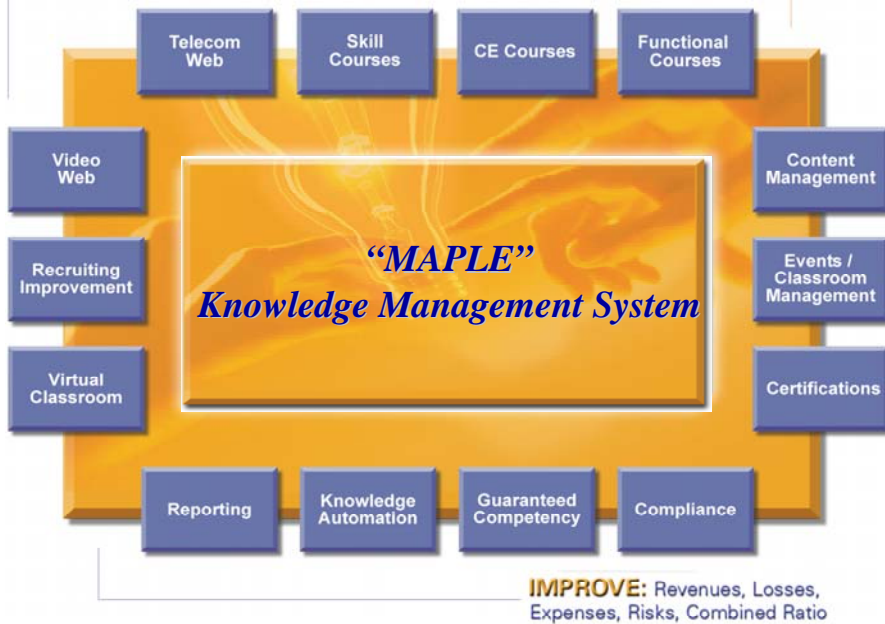 Telecom
Web
Skill
Courses
CE Courses
Functional
Courses
Video
Web
Content
Management
“MAPLE”
Knowledge Management System
Recruiting
Improvement
Events /
Classroom
Management
Virtual
Classroom
Certifications
Reporting
Knowledge
Automation
Guaranteed
Competency
Compliance
IMPROVE: Revenues, Losses,
Expenses, Risks, Combined Ratio